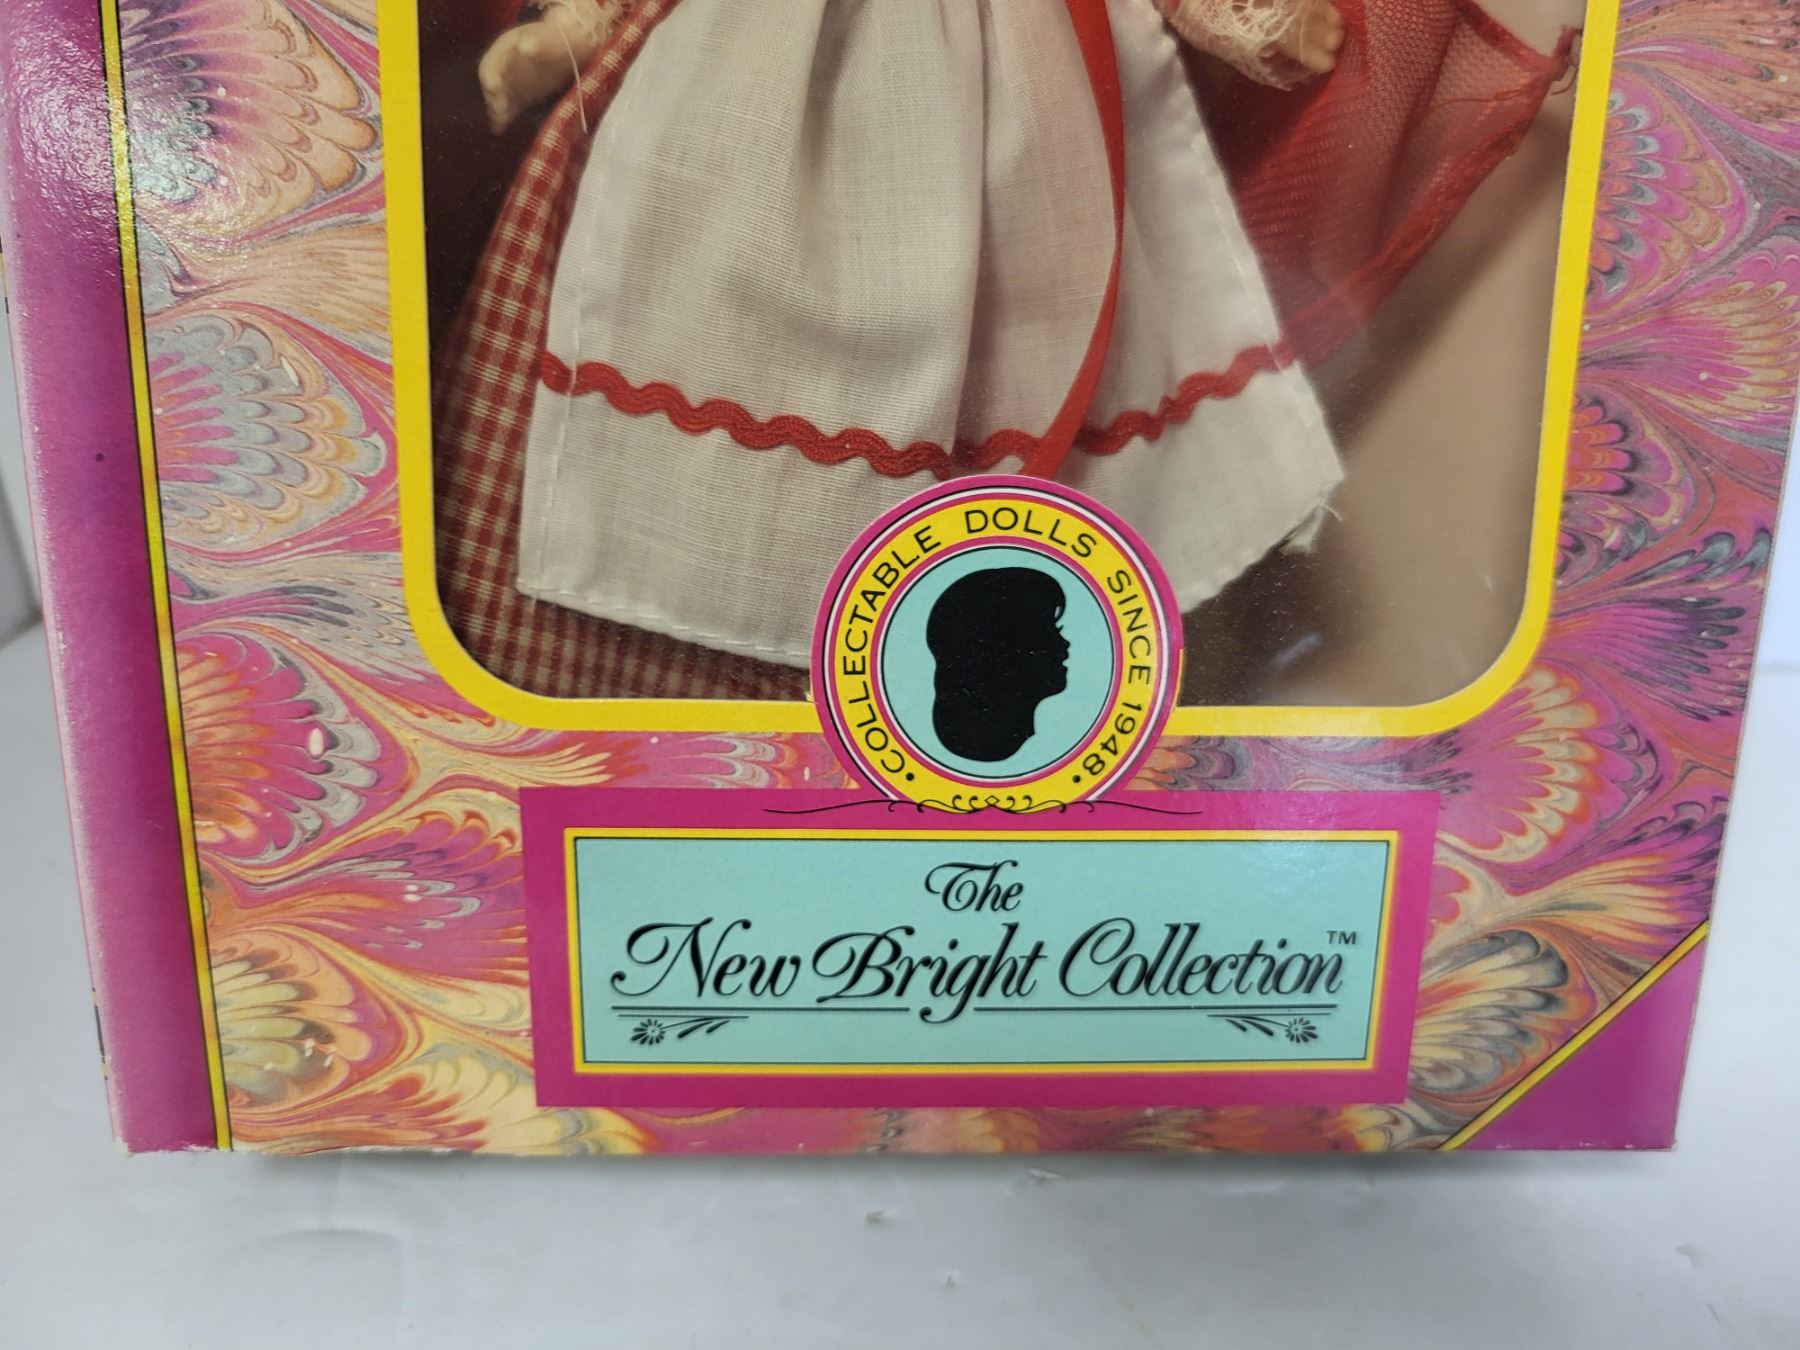 • COLLECTABLE DOLLS SINCE 1948 •
The
New Bright Collection™